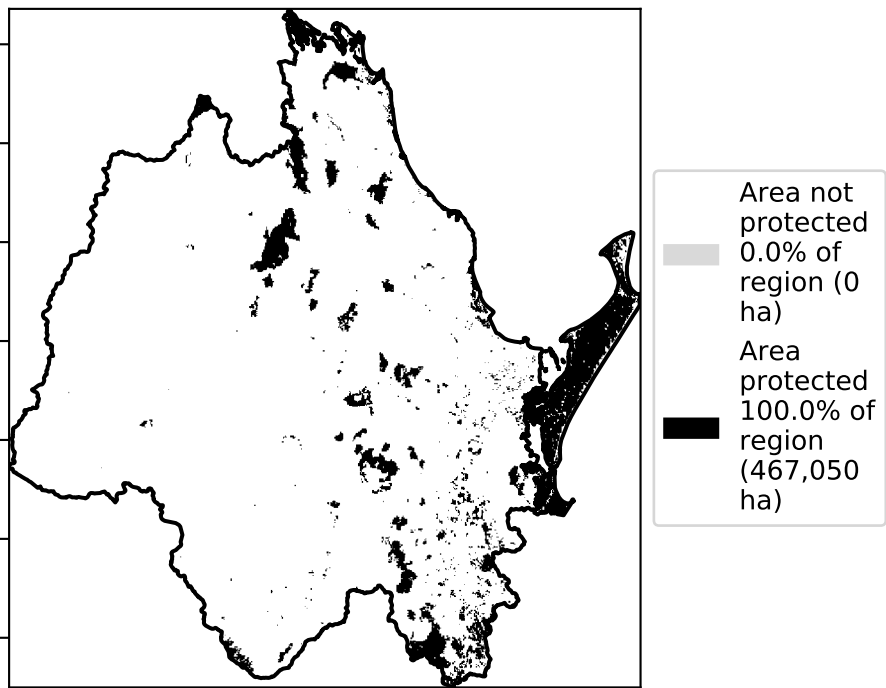 Area not
protected
0.0% of
region (0
ha)
Area
protected
100.0% of
region
(467,050
ha)